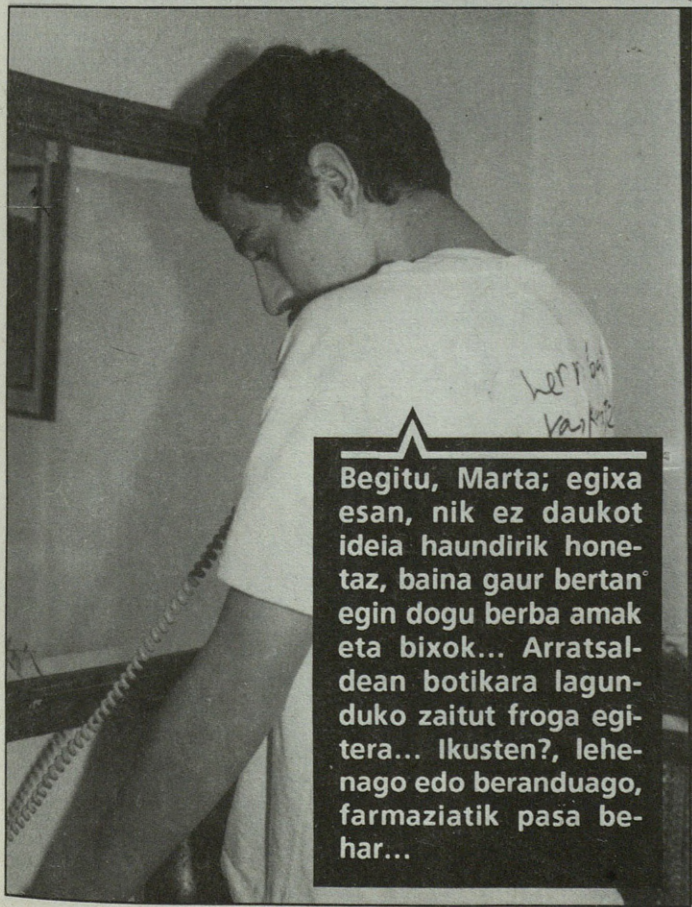 herri bat
Begitu, Marta; egixa
esan, nik ez daukot
ideia haundirik hone-
taz, baina gaur bertan
egin dogu berba amak
eta bixok... Arratsal-
dean botikara lagun-
duko zaitut froga egi-
tera... Ikusten?, lehe-
nago edo beranduago,
farmaziatik pasa be-
har...